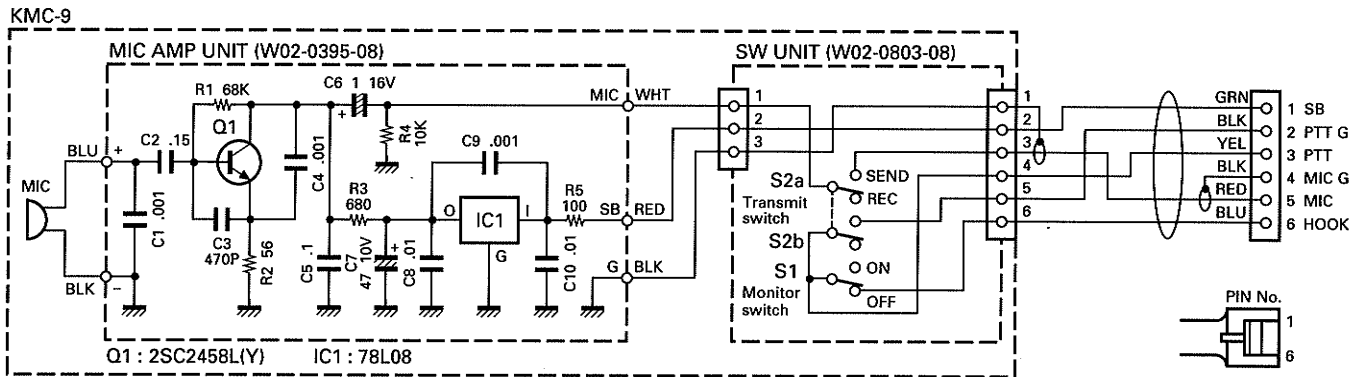 KMC-9
MIC AMP UNIT (W02-0395-08)
SW UNIT (W02-0803-08)
R1 68K
C6 1 16V
+
MIC
WHT
Q1
R4 10K
C2 .15
BLU
+
C4 .001
C9 .001
MIC
C1 .001
R3 680
O
IC1
I
R5 100
SB
RED
C3 470P
R2 56
C5 .1
C7 47 10V
+
C8 .01
G
C10 .01
G
BLK
BLK
–
Q1 : 2SC2458L(Y)
IC1 : 78L08
1
2
3
S2a
Transmit switch
SEND
REC
S2b
S1
Monitor switch
ON
OFF
1
2
3
4
5
6
GRN
1 SB
BLK
2 PTT G
YEL
3 PTT
BLK
4 MIC G
RED
5 MIC
BLU
6 HOOK
PIN No.
1
6